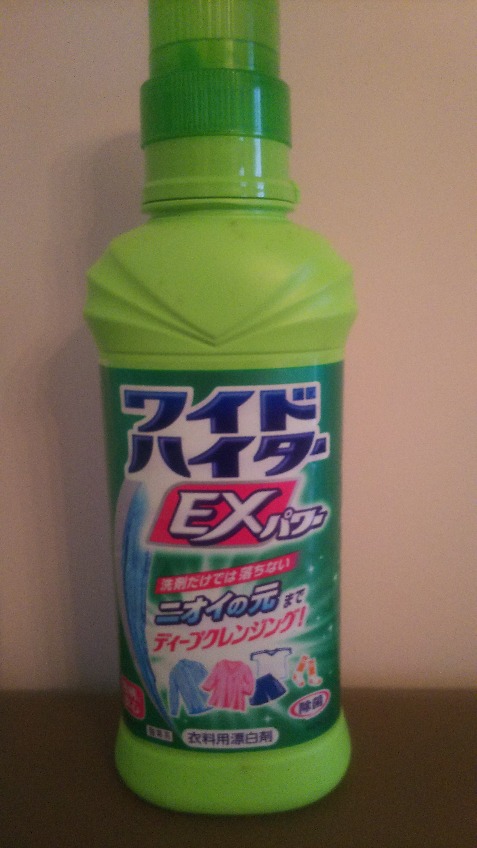 ワイド
ハイター
EXパワー
洗剤だけでは落ちない
ニオイの元まで
ディープクレンジング!
除菌
衣料用漂白剤